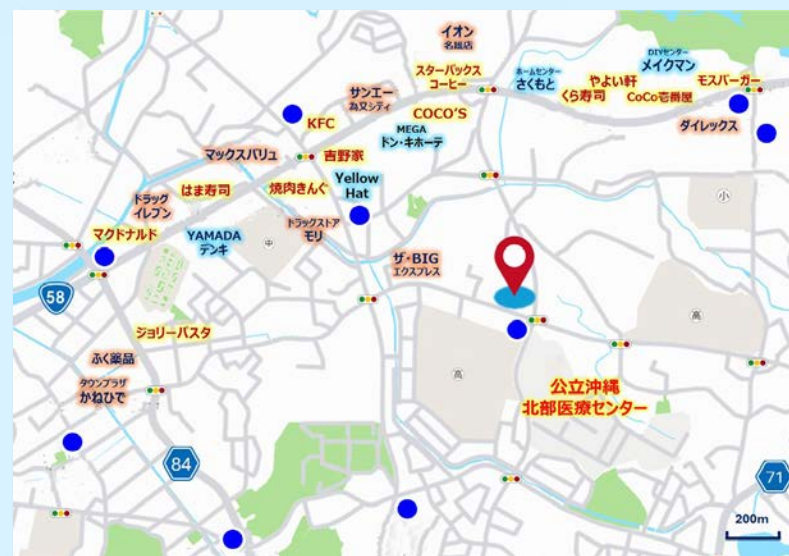 イオン
名護店
スターバックス
コーヒー
ホームセンター
さくもと
DIYセンター
メイクマン
やよい軒
くら寿司
CoCo壱番屋
モスバーガー
サンエー
為又シティ
KFC
COCO'S
MEGA
ドン・キホーテ
ダイレックス
マックスバリュ
吉野家
はま寿司
焼肉きんぐ
Yellow
Hat
ドラッグ
イレブン
小
マクドナルド
YAMADA
デンキ
中
ドラッグストア
モリ
ザ・BIG
エクスプレス
58
高
ジョリーパスタ
ふく薬品
タウンプラザ
かねひで
高
公立沖縄
北部医療センター
84
71
200m